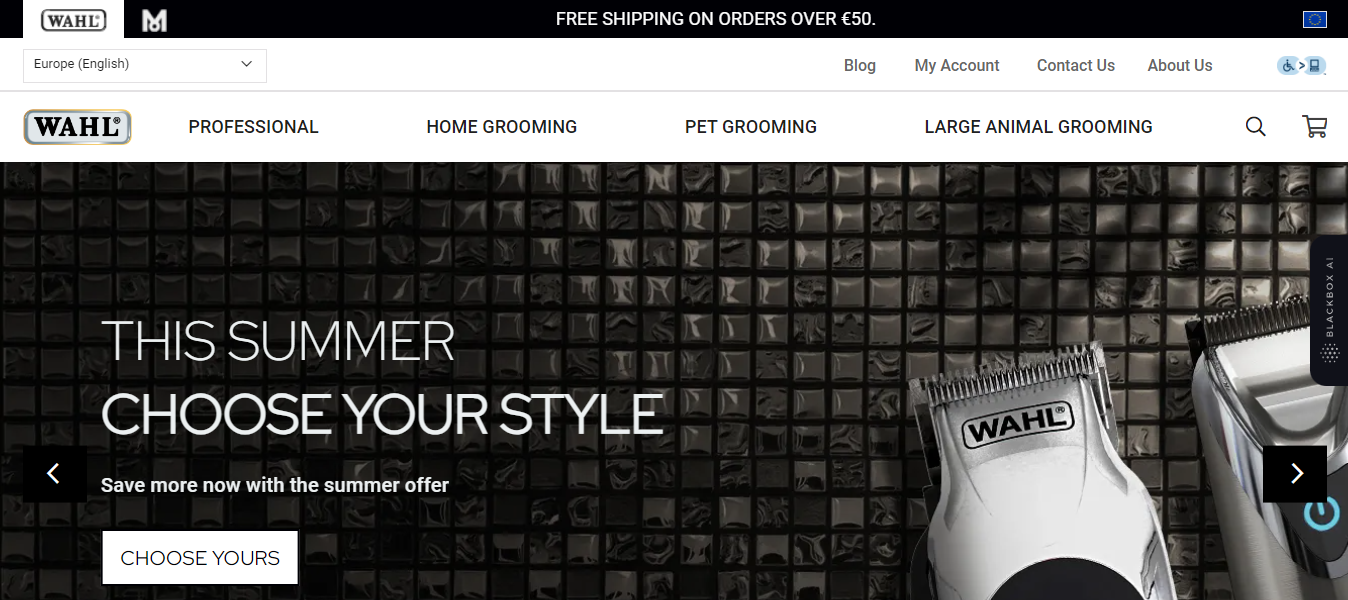 WAHL®
M
FREE SHIPPING ON ORDERS OVER €50.
Europe (English)
Blog
My Account
Contact Us
About Us
WAHL®
PROFESSIONAL
HOME GROOMING
PET GROOMING
LARGE ANIMAL GROOMING
THIS SUMMER
CHOOSE YOUR STYLE
Save more now with the summer offer
CHOOSE YOURS
WAHL®
BLACKBOX AI